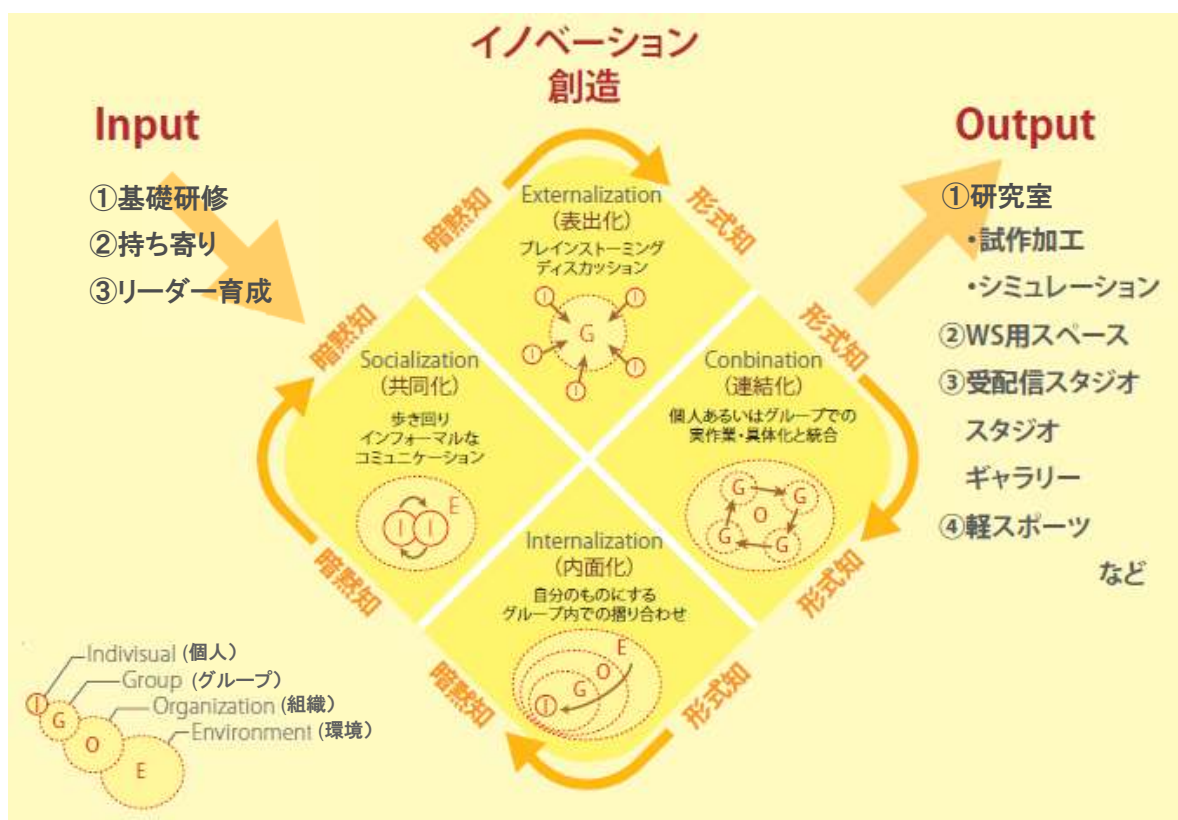 イノベーション
創造
Input
①基礎研修
②持ち寄り
③リーダー育成
Output
①研究室
・試作加工
・シミュレーション
②WS用スペース
③受配信スタジオ
スタジオ
ギャラリー
④軽スポーツ
など
暗黙知
形式知
Externalization
(表出化)
ブレインストーミング
ディスカッション
I
I
G
I
I
I
暗黙知
形式知
Socialization
(共同化)
歩き回り
インフォーマルな
コミュニケーション
E
I I
Conbination
(連結化)
個人あるいはグループでの
実作業・具体化と統合
G G
O
G G
暗黙知
形式知
Internalization
(内面化)
自分のものにする
グループ内での摺り合わせ
E
O
G
I
暗黙知
形式知
Indivisual (個人)
Group (グループ)
Organization (組織)
Environment (環境)
I
G
O
E